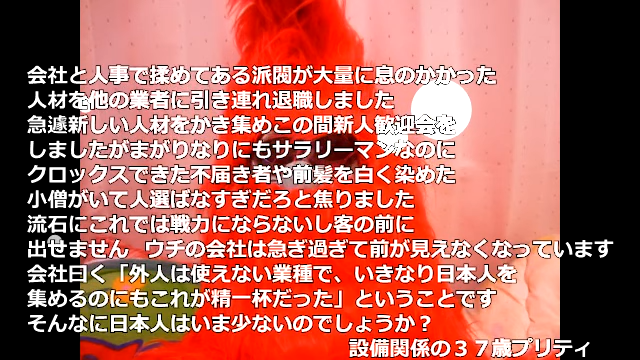 会社と人事で揉めてある派閥が大量に息のかかった
人材を他の業者に引き連れ退職しました
急遽新しい人材をかき集めこの間新人歓迎会を
しましたがまがりなりにもサラリーマンなのに
クロックスできた不届き者や前髪を白く染めた
小僧がいて人選ばなすぎだろと焦りました
流石にこれでは戦力にならないし客の前に
出せません ウチの会社は急ぎ過ぎて前が見えなくなっています
会社曰く「外人は使えない業種で、いきなり日本人を
集めるのにもこれが精一杯だった」ということです
そんなに日本人はいま少ないのでしょうか？
設備関係の３７歳プリティ